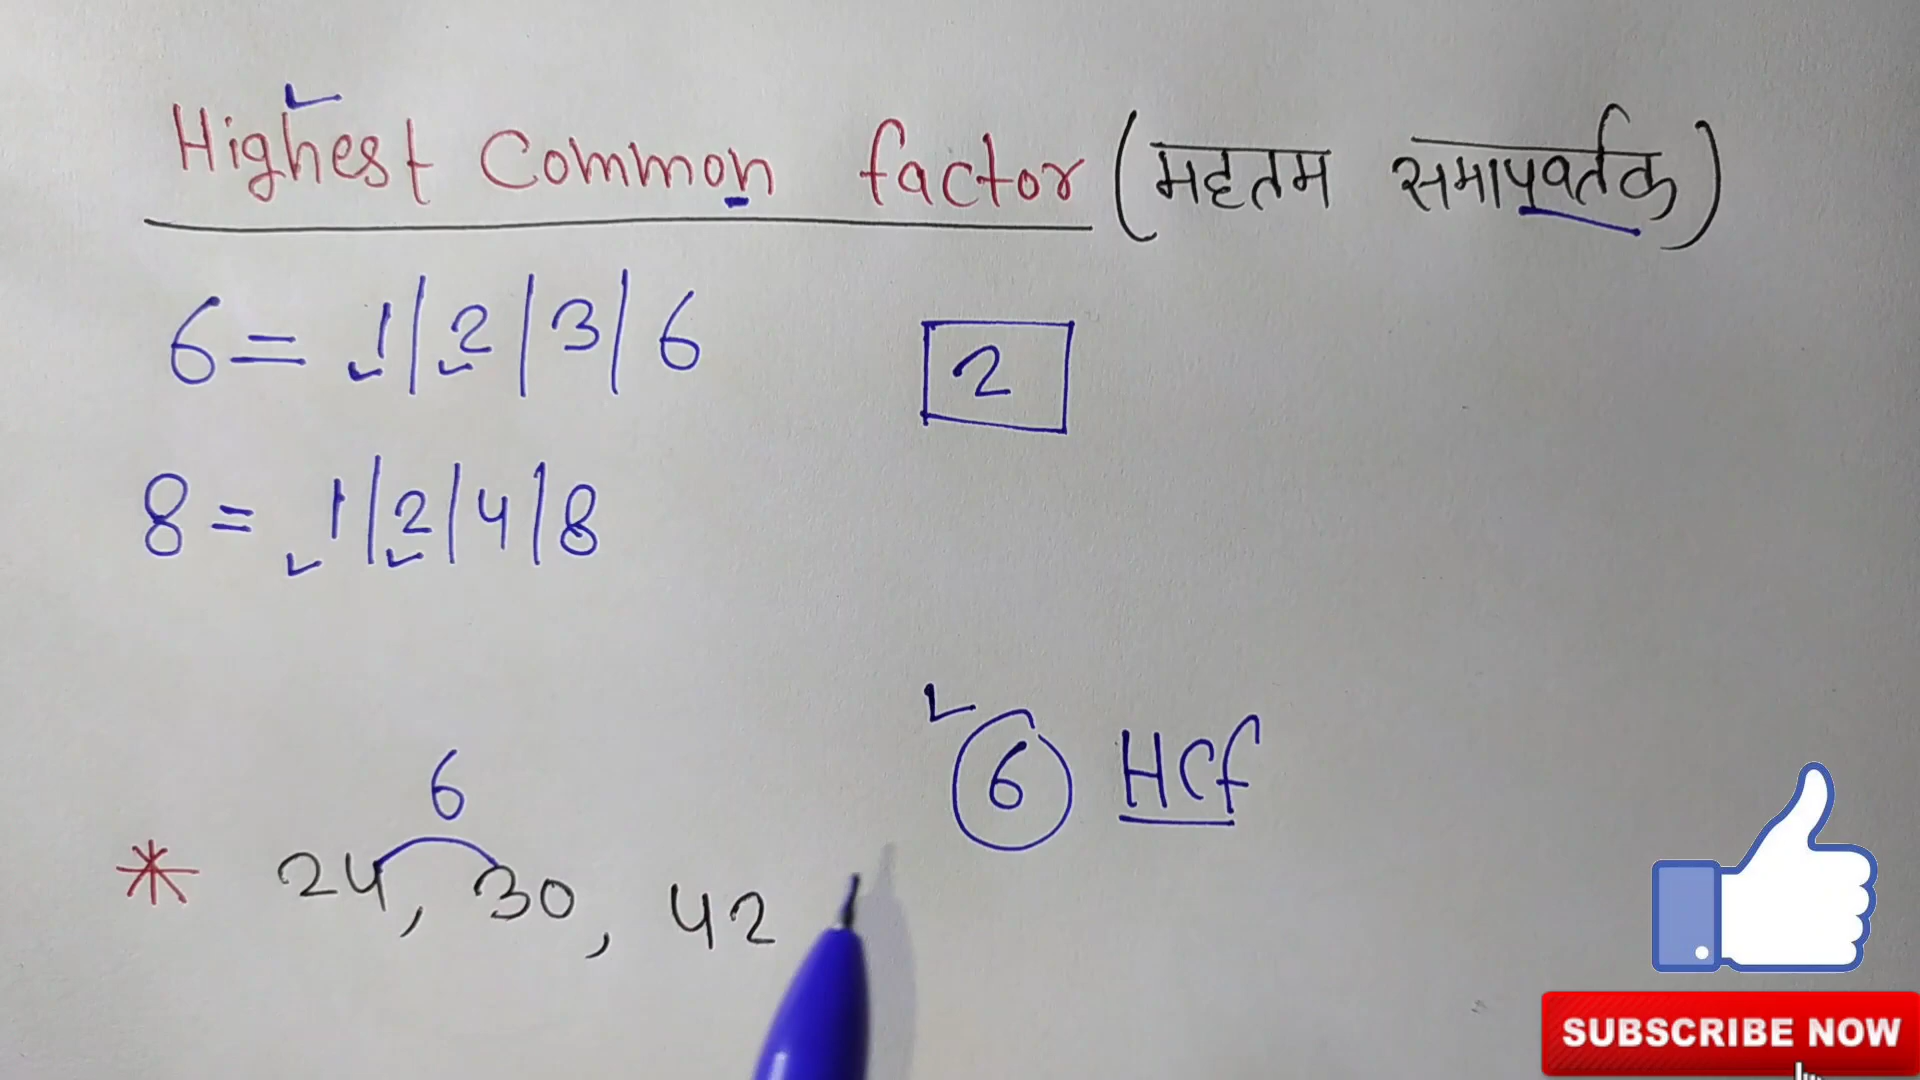 Highest Common factor (महत्तम समापवर्तक)
6 = 1 | 2 | 3 | 6
2
8 = 1 | 2 | 4 | 8
6 HCf
6
* 24, 30, 42
SUBSCRIBE NOW